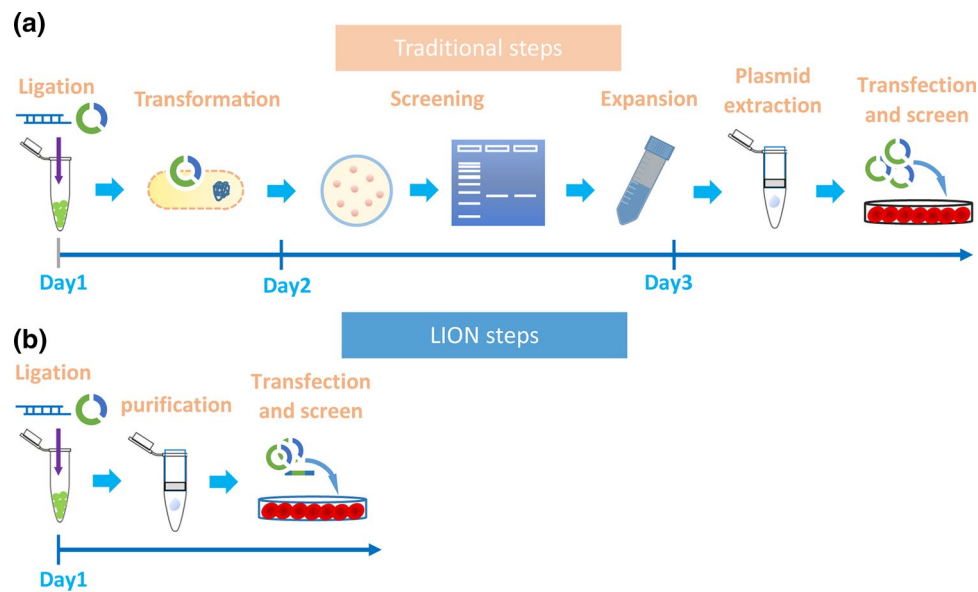 (a)
Traditional steps
Ligation
Transformation
Screening
Expansion
Plasmid
extraction
Transfection
and screen
Day1
Day2
Day3
(b)
LION steps
Ligation
purification
Transfection
and screen
Day1